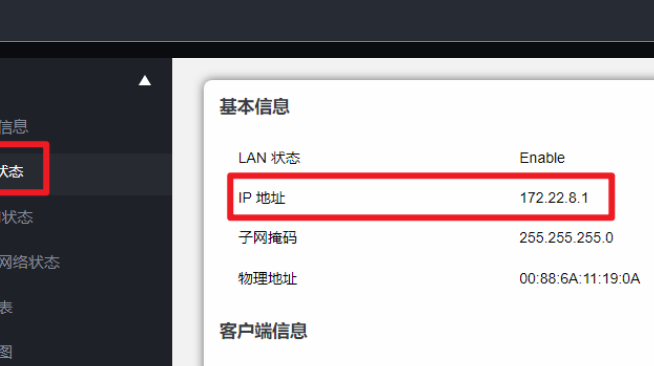 信息
状态
状态
网络状态
表
图
基本信息
LAN 状态 Enable
IP 地址 172.22.8.1
子网掩码 255.255.255.0
物理地址 00:88:6A:11:19:0A
客户端信息